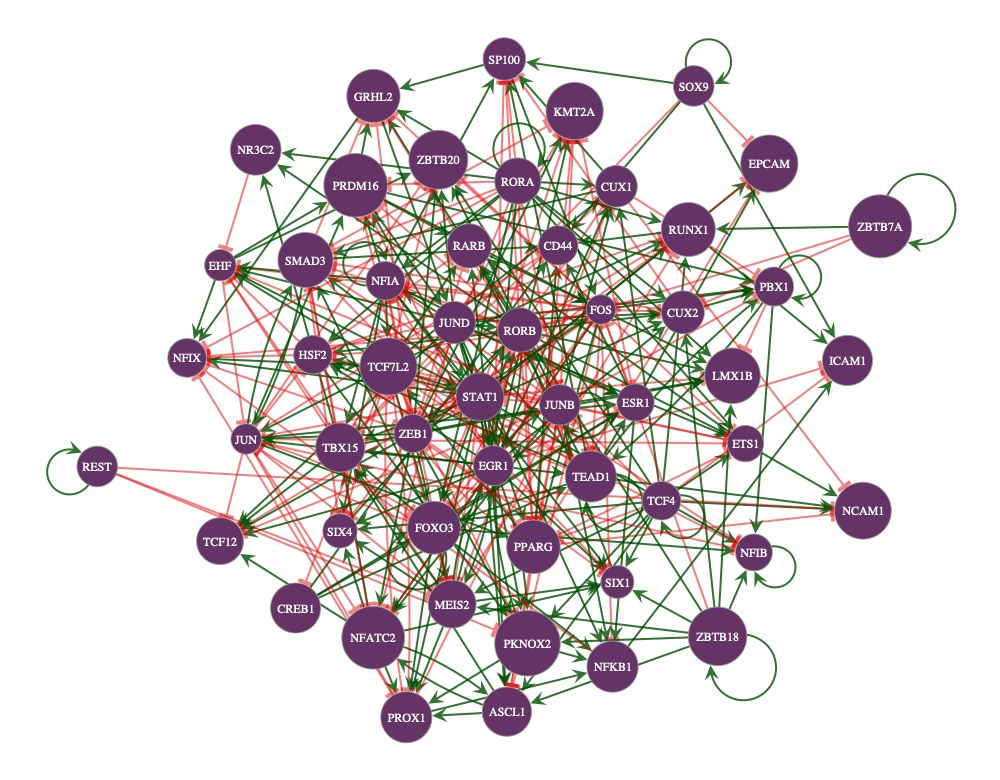 SP100
SOX9
GRHL2
KMT2A
NR3C2
ZBTB20
EPCAM
PRDM16
RORA
CUX1
ZBTB7A
RUNX1
RARB
CD44
EHF
SMAD3
NFIA
PBX1
FOS
CUX2
JUND
RORB
NFIX
HSF2
TCF7L2
ICAM1
LMX1B
STAT1
JUNB
ESR1
JUN
TBX15
ZEB1
ETS1
REST
EGR1
TEAD1
TCF4
NCAM1
TCF12
SIX4
FOXO3
PPARG
NFIB
SIX1
CREB1
MEIS2
NFATC2
PKNOX2
ZBTB18
NFKB1
PROX1
ASCL1